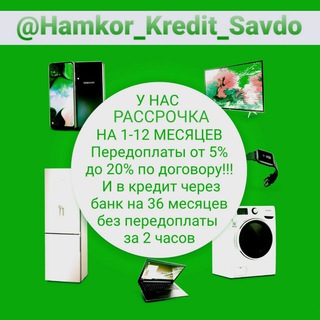 @Hamkor_Kredit_Savdo
У НАС
РАССРОЧКА
НА 1-12 МЕСЯЦЕВ
Передоплаты от 5%
до 20% по договору!!!
И в кредит через
банк на 36 месяцев
без передоплаты
за 2 часов